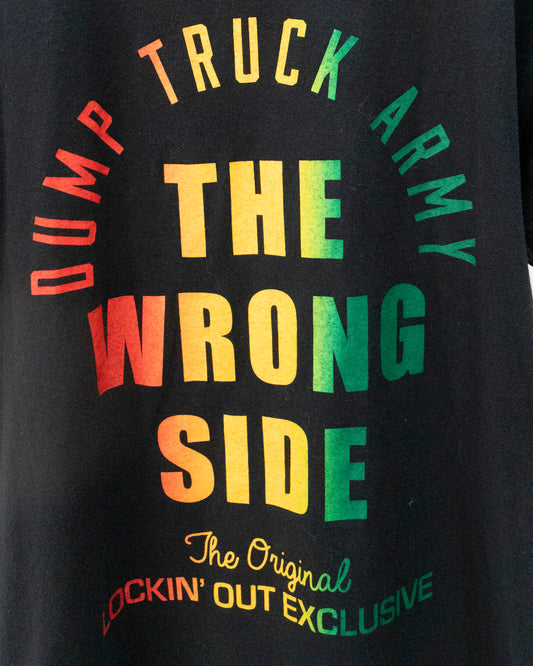 DUMP TRUCK ARMY
THE
WRONG
SIDE
The Original
LOCKIN' OUT EXCLUSIVE